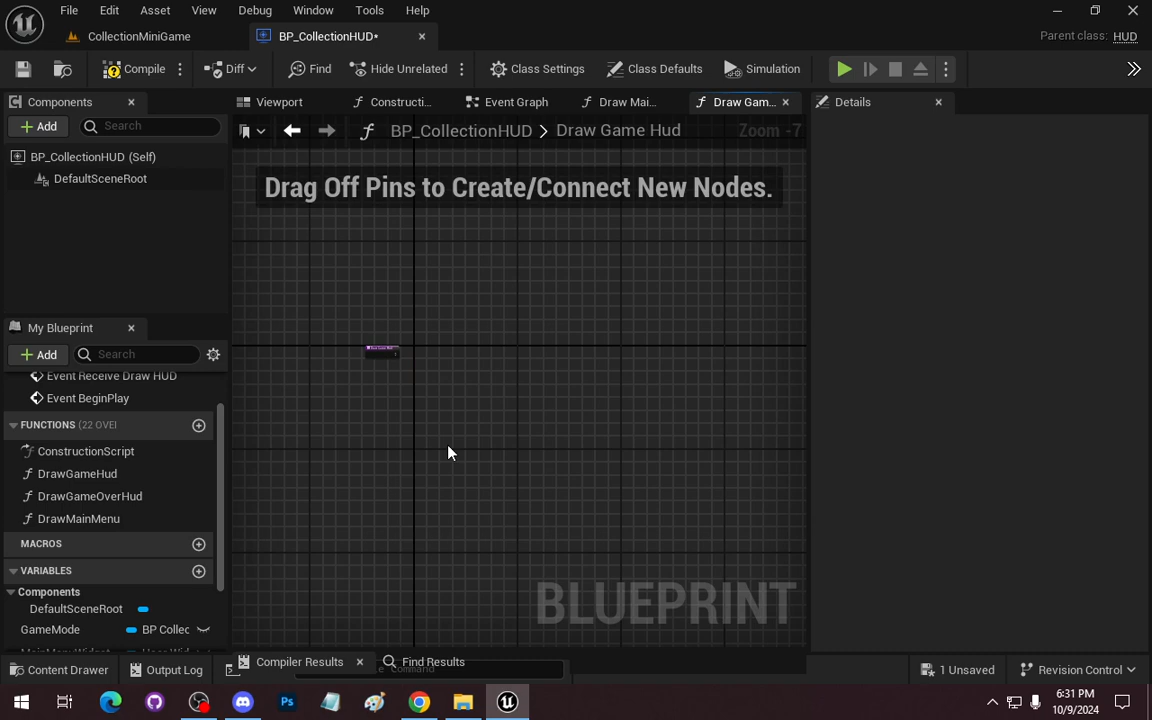 File Edit Asset View Debug Window Tools Help
CollectionMiniGame
BP_CollectionHUD*
Parent class: HUD
Compile
Diff
Find
Hide Unrelated
Class Settings
Class Defaults
Simulation
Components
Viewport
Constructi...
Event Graph
Draw Mai...
Draw Gam...
Details
Add
Search
BP_CollectionHUD
Draw Game Hud
Zoom -7
BP_CollectionHUD (Self)
DefaultSceneRoot
Drag Off Pins to Create/Connect New Nodes.
My Blueprint
Add
Search
Event Receive Draw HUD
Event BeginPlay
FUNCTIONS (22 OVE
ConstructionScript
DrawGameHud
DrawGameOverHud
DrawMainMenu
MACROS
VARIABLES
Components
DefaultSceneRoot
GameMode
BP Collec
BLUEPRINT
Content Drawer
Output Log
Compiler Results
Find Results
1 Unsaved
Revision Control
6:31 PM
10/9/2024